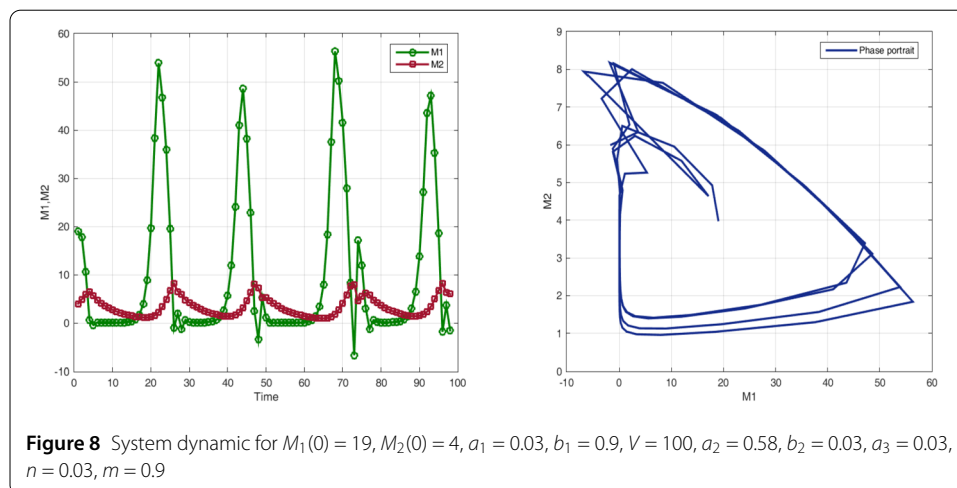 60
50
40
30
20
10
0
-10
M1,M2
M1
M2
0 10 20 30 40 50 60 70 80 90 100
Time
9
8
7
6
5
4
3
2
1
0
M2
Phase portrait
-10 0 10 20 30 40 50 60
M1
Figure 8 System dynamic for M₁(0) = 19, M₂(0) = 4, a₁ = 0.03, b₁ = 0.9, V = 100, a₂ = 0.58, b₂ = 0.03, a₃ = 0.03,
n = 0.03, m = 0.9